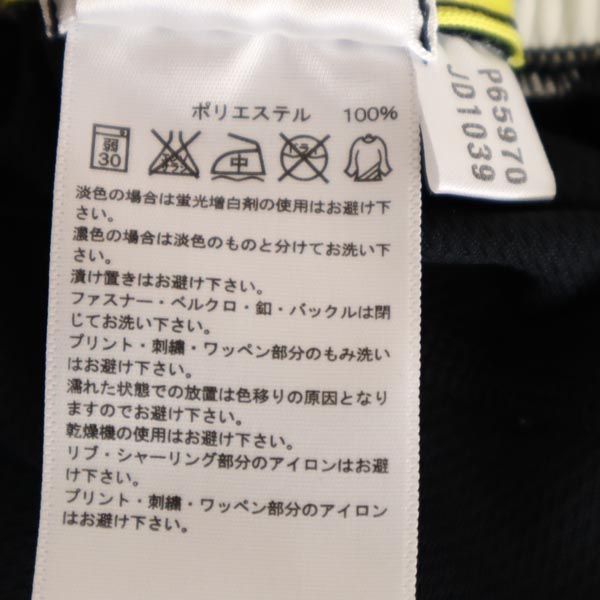 ポリエステル 100%
弱
30
エンソサラシ
中
ドライ
淡色の場合は蛍光増白剤の使用はお避け下
さい。
濃色の場合は淡色のものと分けてお洗い下
さい。
漬け置きはお避け下さい。
ファスナー・ベルクロ・釦・バックルは閉
じてお洗い下さい。
プリント・刺繍・ワッペン部分のもみ洗い
はお避け下さい。
濡れた状態での放置は色移りの原因となり
ますのでお避け下さい。
乾燥機の使用はお避け下さい。
リブ・シャーリング部分のアイロンはお避
け下さい。
プリント・刺繍・ワッペン部分のアイロン
はお避け下さい。
P65970
JD1039